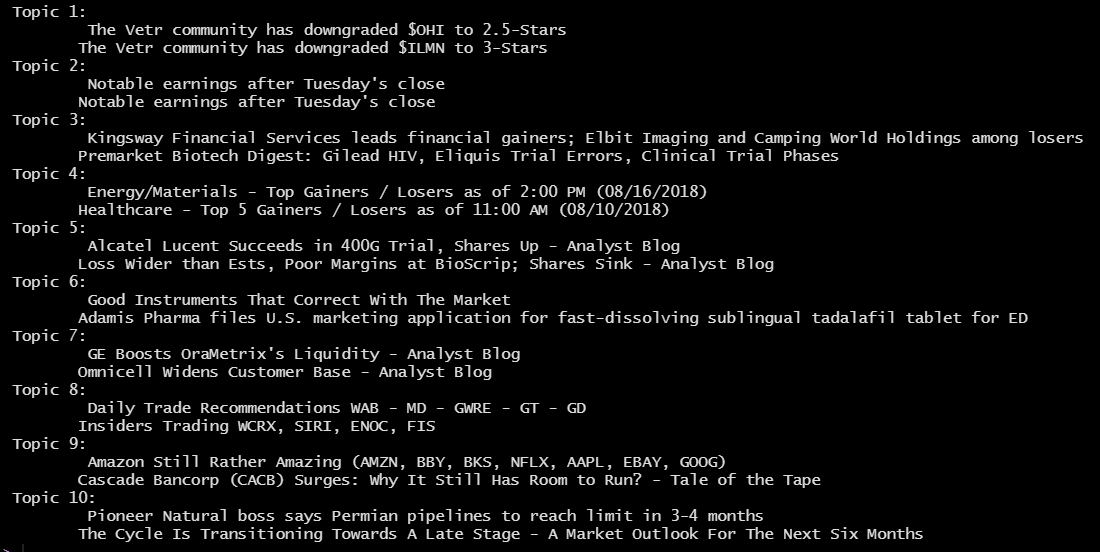 Topic 1:
The Vetr community has downgraded $OHI to 2.5-Stars
The Vetr community has downgraded $ILMN to 3-Stars
Topic 2:
Notable earnings after Tuesday's close
Notable earnings after Tuesday's close
Topic 3:
Kingsway Financial Services leads financial gainers; Elbit Imaging and Camping World Holdings among losers
Premarket Biotech Digest: Gilead HIV, Eliquis Trial Errors, Clinical Trial Phases
Topic 4:
Energy/Materials - Top Gainers / Losers as of 2:00 PM (08/16/2018)
Healthcare - Top 5 Gainers / Losers as of 11:00 AM (08/10/2018)
Topic 5:
Alcatel Lucent Succeeds in 400G Trial, Shares Up - Analyst Blog
Loss Wider than Ests, Poor Margins at BioScrip; Shares Sink - Analyst Blog
Topic 6:
Good Instruments That Correct With The Market
Adamis Pharma files U.S. marketing application for fast-dissolving sublingual tadalafil tablet for ED
Topic 7:
GE Boosts OraMetrix's Liquidity - Analyst Blog
Omnicell Widens Customer Base - Analyst Blog
Topic 8:
Daily Trade Recommendations WAB - MD - GWRE - GT - GD
Insiders Trading WCRX, SIRI, ENOC, FIS
Topic 9:
Amazon Still Rather Amazing (AMZN, BBY, BKS, NFLX, AAPL, EBAY, GOOG)
Cascade Bancorp (CACB) Surges: Why It Still Has Room to Run? - Tale of the Tape
Topic 10:
Pioneer Natural boss says Permian pipelines to reach limit in 3-4 months
The Cycle Is Transitioning Towards A Late Stage - A Market Outlook For The Next Six Months